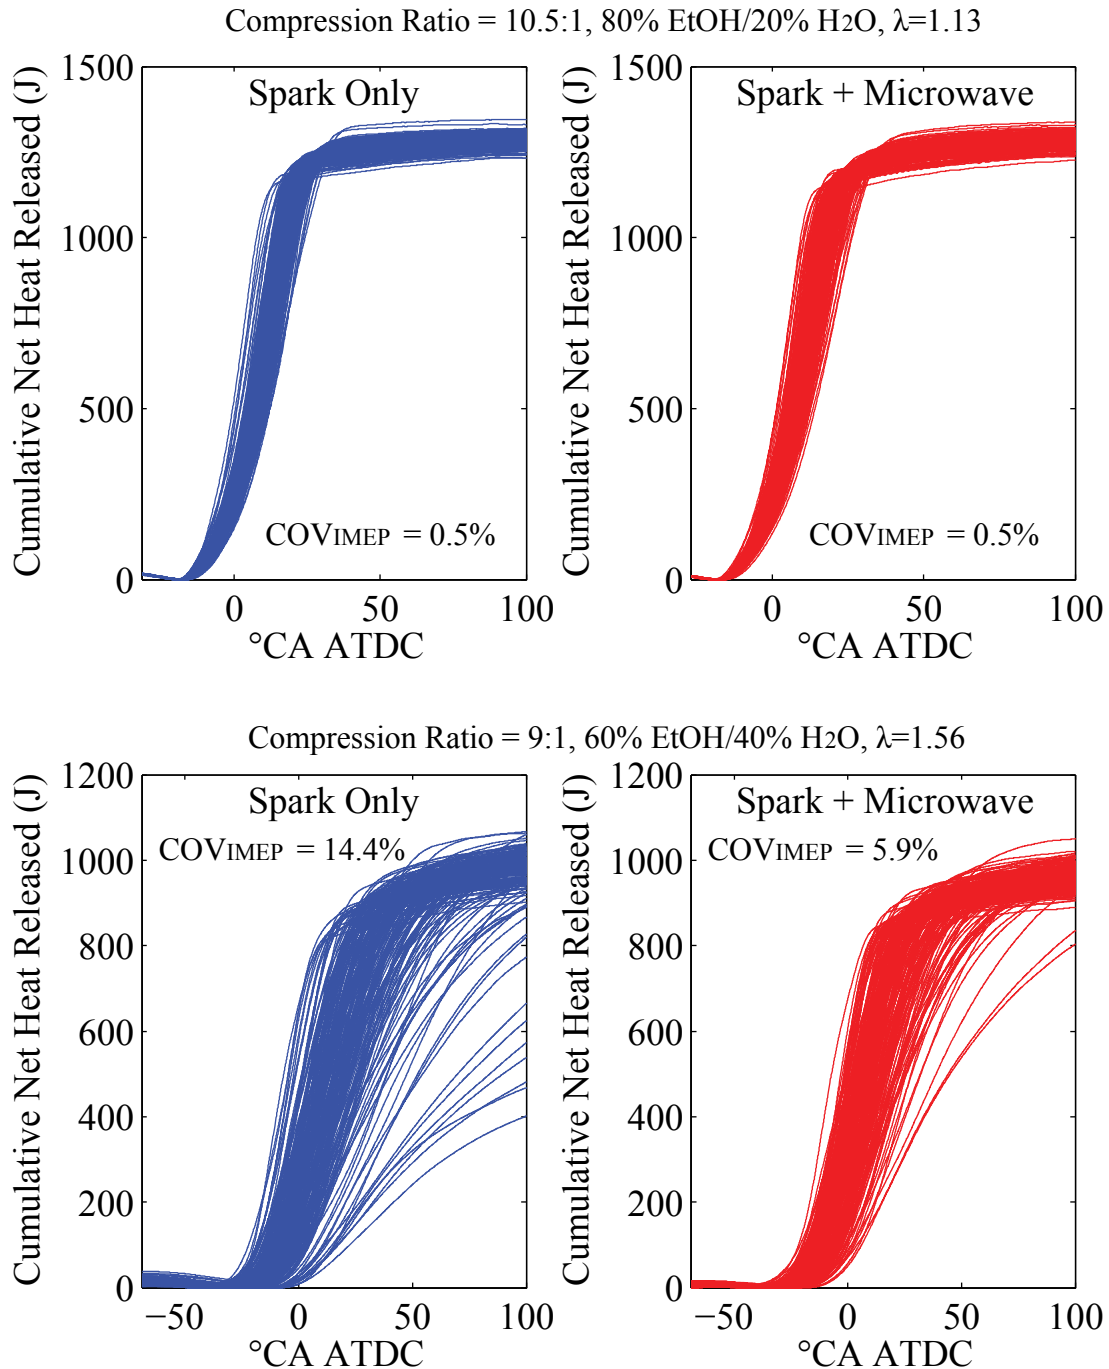 Compression Ratio = 10.5:1, 80% EtOH/20% H2O, λ=1.13
Cumulative Net Heat Released (J)
1500
1000
500
0
Spark Only
COVIMEP = 0.5%
0
50
100
°CA ATDC
Cumulative Net Heat Released (J)
1500
1000
500
0
Spark + Microwave
COVIMEP = 0.5%
0
50
100
°CA ATDC
Compression Ratio = 9:1, 60% EtOH/40% H2O, λ=1.56
Cumulative Net Heat Released (J)
1200
1000
800
600
400
200
0
Spark Only
COVIMEP = 14.4%
−50
0
50
100
°CA ATDC
Cumulative Net Heat Released (J)
1200
1000
800
600
400
200
0
Spark + Microwave
COVIMEP = 5.9%
−50
0
50
100
°CA ATDC